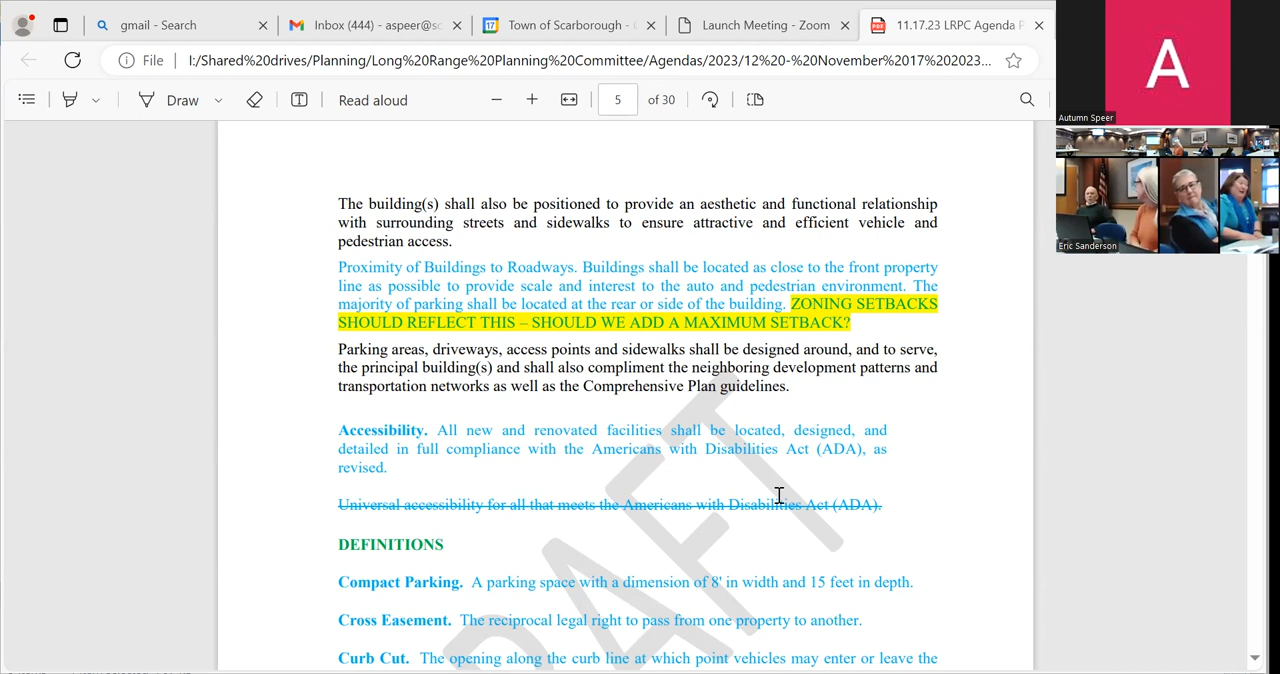 gmail - Search
Inbox (444) - aspeer@sc
Town of Scarborough -
Launch Meeting - Zoom
11.17.23 LRPC Agenda P
File
I:/Shared%20drives/Planning/Long%20Range%20Planning%20Committee/Agendas/2023/12%20-%20November%2017%202023...
Draw
Read aloud
5
of 30
A
Autumn Speer
Eric Sanderson
The building(s) shall also be positioned to provide an aesthetic and functional relationship
with surrounding streets and sidewalks to ensure attractive and efficient vehicle and
pedestrian access.
Proximity of Buildings to Roadways. Buildings shall be located as close to the front property
line as possible to provide scale and interest to the auto and pedestrian environment. The
majority of parking shall be located at the rear or side of the building. ZONING SETBACKS
SHOULD REFLECT THIS – SHOULD WE ADD A MAXIMUM SETBACK?
Parking areas, driveways, access points and sidewalks shall be designed around, and to serve,
the principal building(s) and shall also compliment the neighboring development patterns and
transportation networks as well as the Comprehensive Plan guidelines.
Accessibility. All new and renovated facilities shall be located, designed, and
detailed in full compliance with the Americans with Disabilities Act (ADA), as
revised.
Universal accessibility for all that meets the Americans with Disabilities Act (ADA).
DEFINITIONS
Compact Parking. A parking space with a dimension of 8' in width and 15 feet in depth.
Cross Easement. The reciprocal legal right to pass from one property to another.
Curb Cut. The opening along the curb line at which point vehicles may enter or leave the
DRAFT